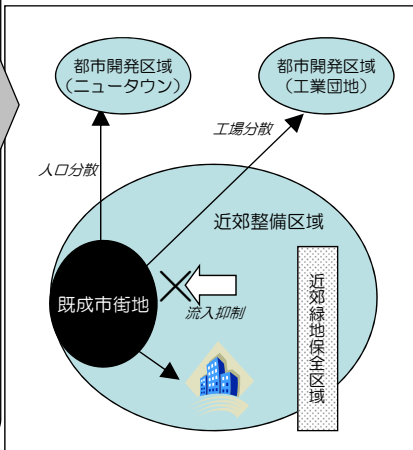 都市開発区域
（ニュータウン）
都市開発区域
（工業団地）
工場分散
人口分散
近郊整備区域
既成市街地
流入抑制
近郊緑地保全区域